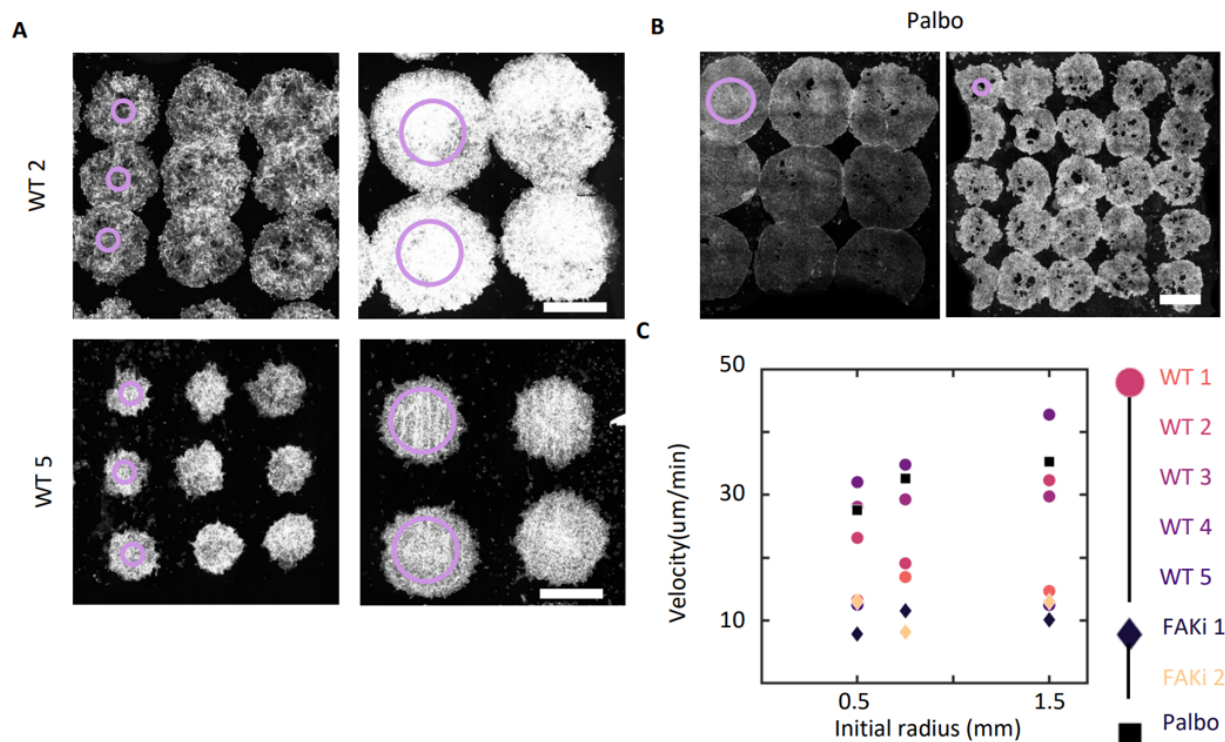 A
B
Palbo
WT 2
WT 5
C
50
30
10
Velocity(um/min)
0.5
1.5
Initial radius (mm)
WT 1
WT 2
WT 3
WT 4
WT 5
FAKi 1
FAKi 2
Palbo